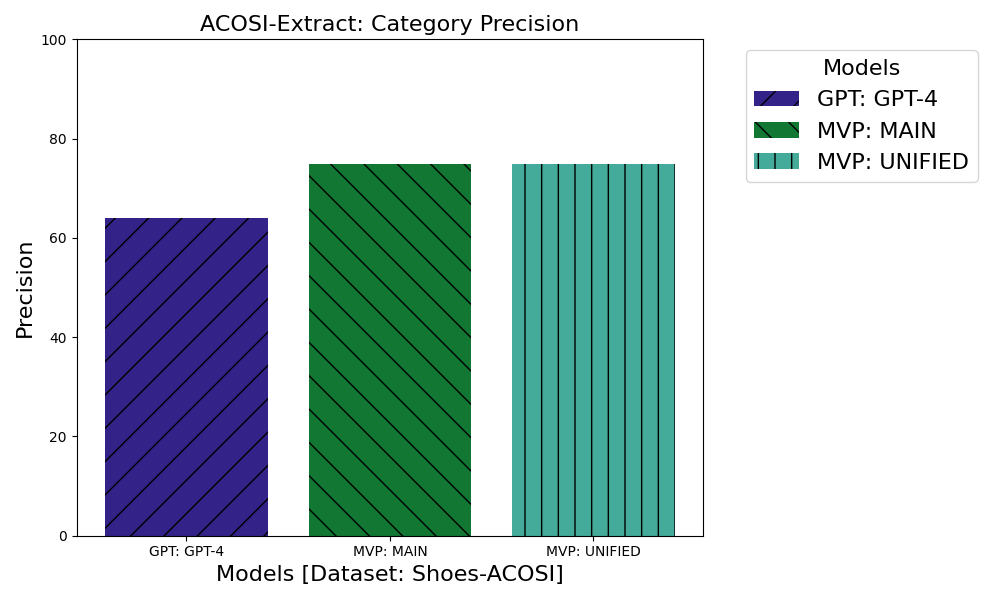 ACOSI-Extract: Category Precision
100
80
60
40
20
0
Precision
GPT: GPT-4
MVP: MAIN
MVP: UNIFIED
Models [Dataset: Shoes-ACOSI]
Models
GPT: GPT-4
MVP: MAIN
MVP: UNIFIED